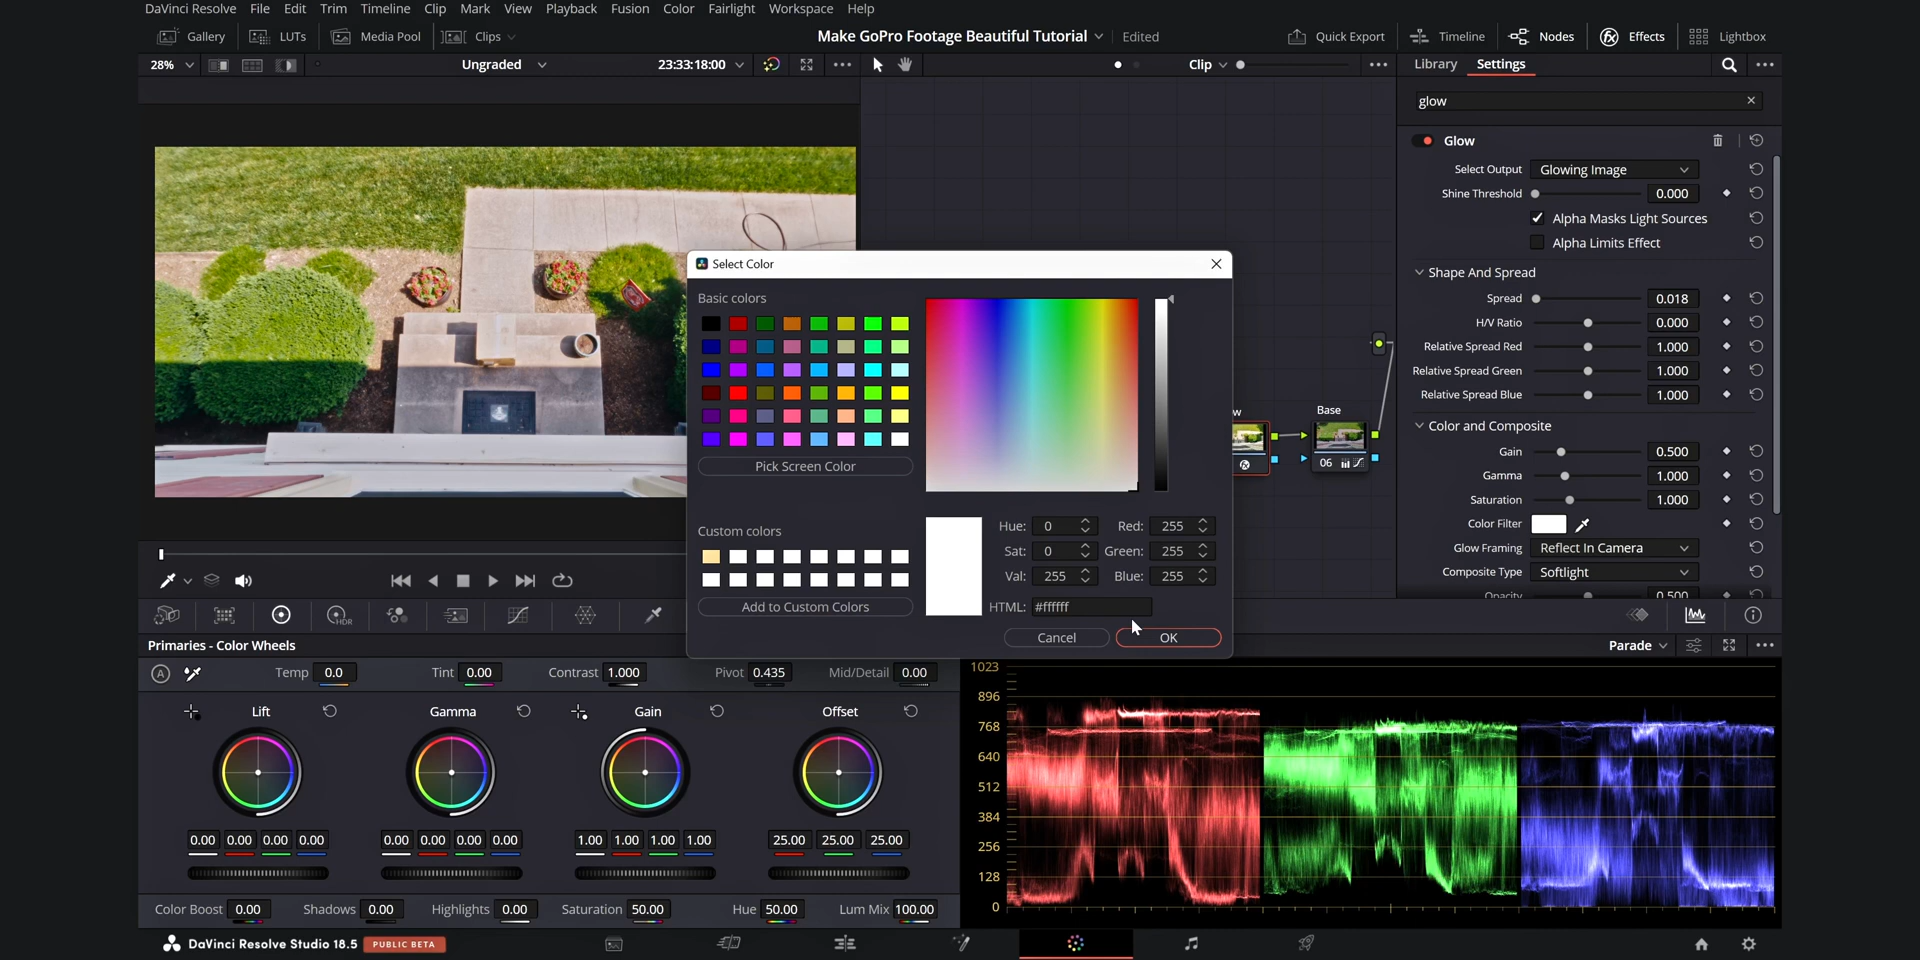 DaVinci Resolve File Edit Trim Timeline Clip Mark View Playback Fusion Color Fairlight Workspace Help
Gallery LUTs Media Pool Clips Make GoPro Footage Beautiful Tutorial Edited Quick Export Timeline Nodes Effects Lightbox
28% Ungraded 23:33:18:00 Clip Library Settings
glow
Glow
Select Output Glowing Image
Shine Threshold 0.000
Alpha Masks Light Sources
Alpha Limits Effect
Shape And Spread
Spread 0.018
H/V Ratio 0.000
Relative Spread Red 1.000
Relative Spread Green 1.000
Relative Spread Blue 1.000
Color and Composite
Gain 0.500
Gamma 1.000
Saturation 1.000
Color Filter
Glow Framing Reflect In Camera
Composite Type Softlight
Opacity 0.500
w Base
06
Select Color
Basic colors
Pick Screen Color
Custom colors
Add to Custom Colors
Hue: 0 Red: 255
Sat: 0 Green: 255
Val: 255 Blue: 255
HTML: #ffffff
Cancel OK
HDR
Primaries - Color Wheels
Parade
A Temp 0.0 Tint 0.00 Contrast 1.000 Pivot 0.435 Mid/Detail 0.00
Lift Gamma Gain Offset
0.00 0.00 0.00 0.00 0.00 0.00 0.00 0.00 1.00 1.00 1.00 1.00 25.00 25.00 25.00
Color Boost 0.00 Shadows 0.00 Highlights 0.00 Saturation 50.00 Hue 50.00 Lum Mix 100.00
1023
896
768
640
512
384
256
128
0
DaVinci Resolve Studio 18.5 PUBLIC BETA